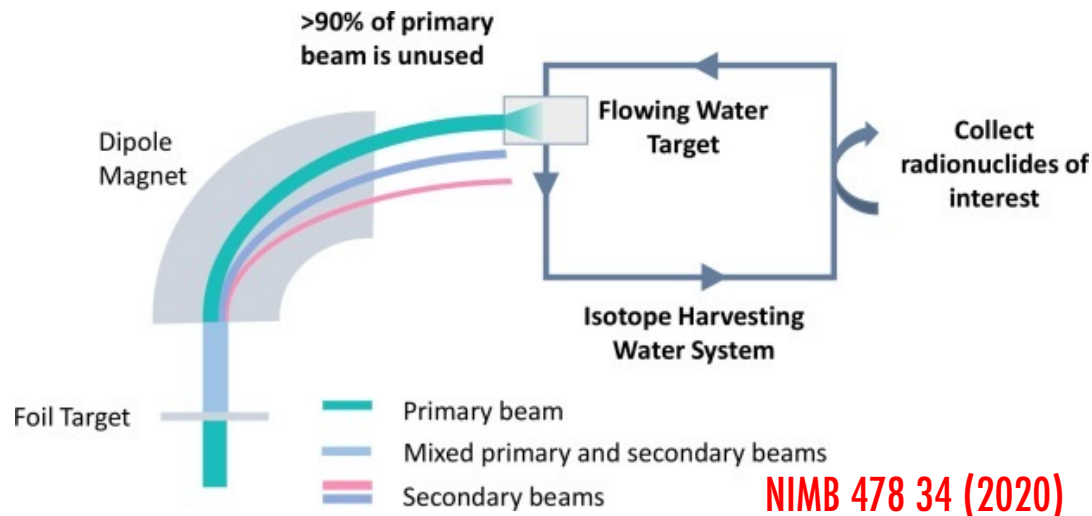 >90% of primary
beam is unused
Dipole
Magnet
Flowing Water
Target
Collect
radionuclides of
interest
Isotope Harvesting
Water System
Foil Target
Primary beam
Mixed primary and secondary beams
Secondary beams
NIMB 478 34 (2020)